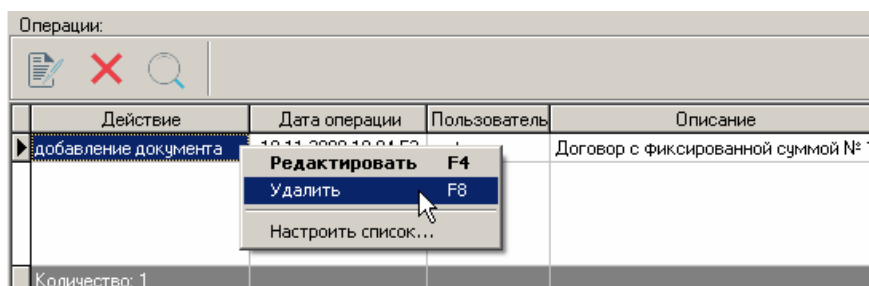 Операции:
Действие Дата операции Пользователь Описание
добавление документа Договор с фиксированной суммой №
Редактировать F4
Удалить F8
Настроить список...
Количество: 1